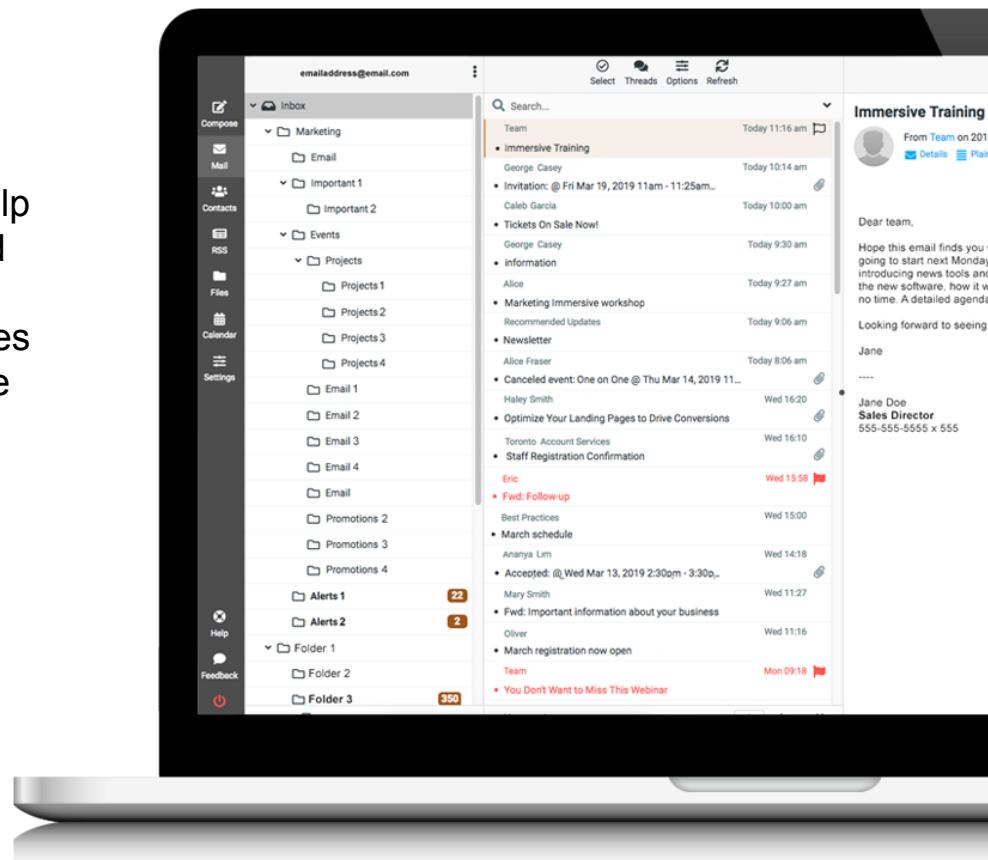 lp
es
e
emailaddress@email.com
Select Threads Options Refresh
Compose
Mail
Contacts
RSS
Files
Calendar
Settings
Help
Feedback
Inbox
Marketing
Email
Important 1
Important 2
Events
Projects
Projects 1
Projects 2
Projects 3
Projects 4
Email 1
Email 2
Email 3
Email 4
Email
Promotions 2
Promotions 3
Promotions 4
Alerts 1 22
Alerts 2 2
Folder 1
Folder 2
Folder 3 350
Search...
Team Today 11:16 am
• Immersive Training
George Casey Today 10:14 am
• Invitation: @ Fri Mar 19, 2019 11am - 11:25am...
Caleb Garcia Today 10:00 am
• Tickets On Sale Now!
George Casey Today 9:30 am
• information
Alice Today 9:27 am
• Marketing Immersive workshop
Recommended Updates Today 9:06 am
• Newsletter
Alice Fraser Today 8:06 am
• Canceled event: One on One @ Thu Mar 14, 2019 11...
Haley Smith Wed 16:20
• Optimize Your Landing Pages to Drive Conversions
Toronto Account Services Wed 16:10
• Staff Registration Confirmation
Eric Wed 15:58
• Fwd: Follow-up
Best Practices Wed 15:00
• March schedule
Ananya Lim Wed 14:18
• Accepted: @ Wed Mar 13, 2019 2:30pm - 3:30p...
Mary Smith Wed 11:27
• Fwd: Important information about your business
Oliver Wed 11:16
• March registration now open
Team Mon 09:18
• You Don't Want to Miss This Webinar
Immersive Training
From Team on 201
Details Plain
Dear team,
Hope this email finds you
going to start next Monday
introducing news tools and
the new software, how it w
no time. A detailed agenda
Looking forward to seeing
Jane
----
Jane Doe
Sales Director
555-555-5555 x 555